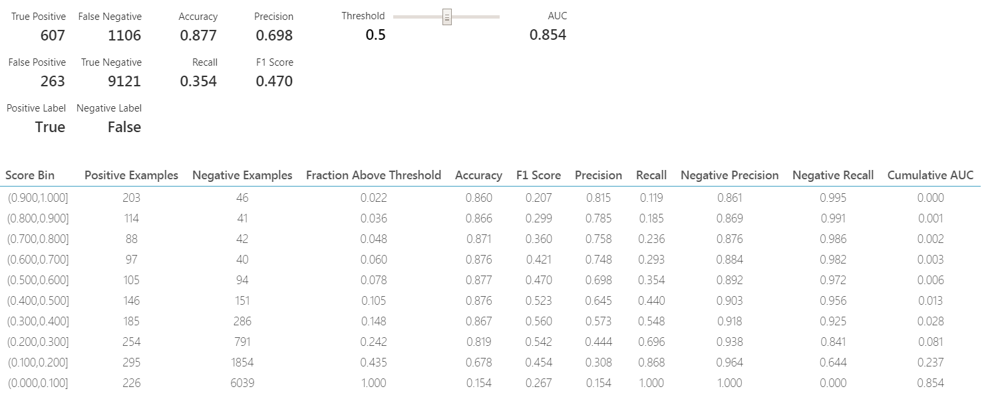 True Positive False Negative Accuracy Precision Threshold AUC
607 1106 0.877 0.698 0.5 0.854
False Positive True Negative Recall F1 Score
263 9121 0.354 0.470
Positive Label Negative Label
True False
Score Bin Positive Examples Negative Examples Fraction Above Threshold Accuracy F1 Score Precision Recall Negative Precision Negative Recall Cumulative AUC
(0.900,1.000] 203 46 0.022 0.860 0.207 0.815 0.119 0.861 0.995 0.000
(0.800,0.900] 114 41 0.036 0.866 0.299 0.785 0.185 0.869 0.991 0.001
(0.700,0.800] 88 42 0.048 0.871 0.360 0.758 0.236 0.876 0.986 0.002
(0.600,0.700] 97 40 0.060 0.876 0.421 0.748 0.293 0.884 0.982 0.003
(0.500,0.600] 105 94 0.078 0.877 0.470 0.698 0.354 0.892 0.972 0.006
(0.400,0.500] 146 151 0.105 0.876 0.523 0.645 0.440 0.903 0.956 0.013
(0.300,0.400] 185 286 0.148 0.867 0.560 0.573 0.548 0.918 0.925 0.028
(0.200,0.300] 254 791 0.242 0.819 0.542 0.444 0.696 0.938 0.841 0.081
(0.100,0.200] 295 1854 0.435 0.678 0.454 0.308 0.868 0.964 0.644 0.237
(0.000,0.100] 226 6039 1.000 0.154 0.267 0.154 1.000 1.000 0.000 0.854